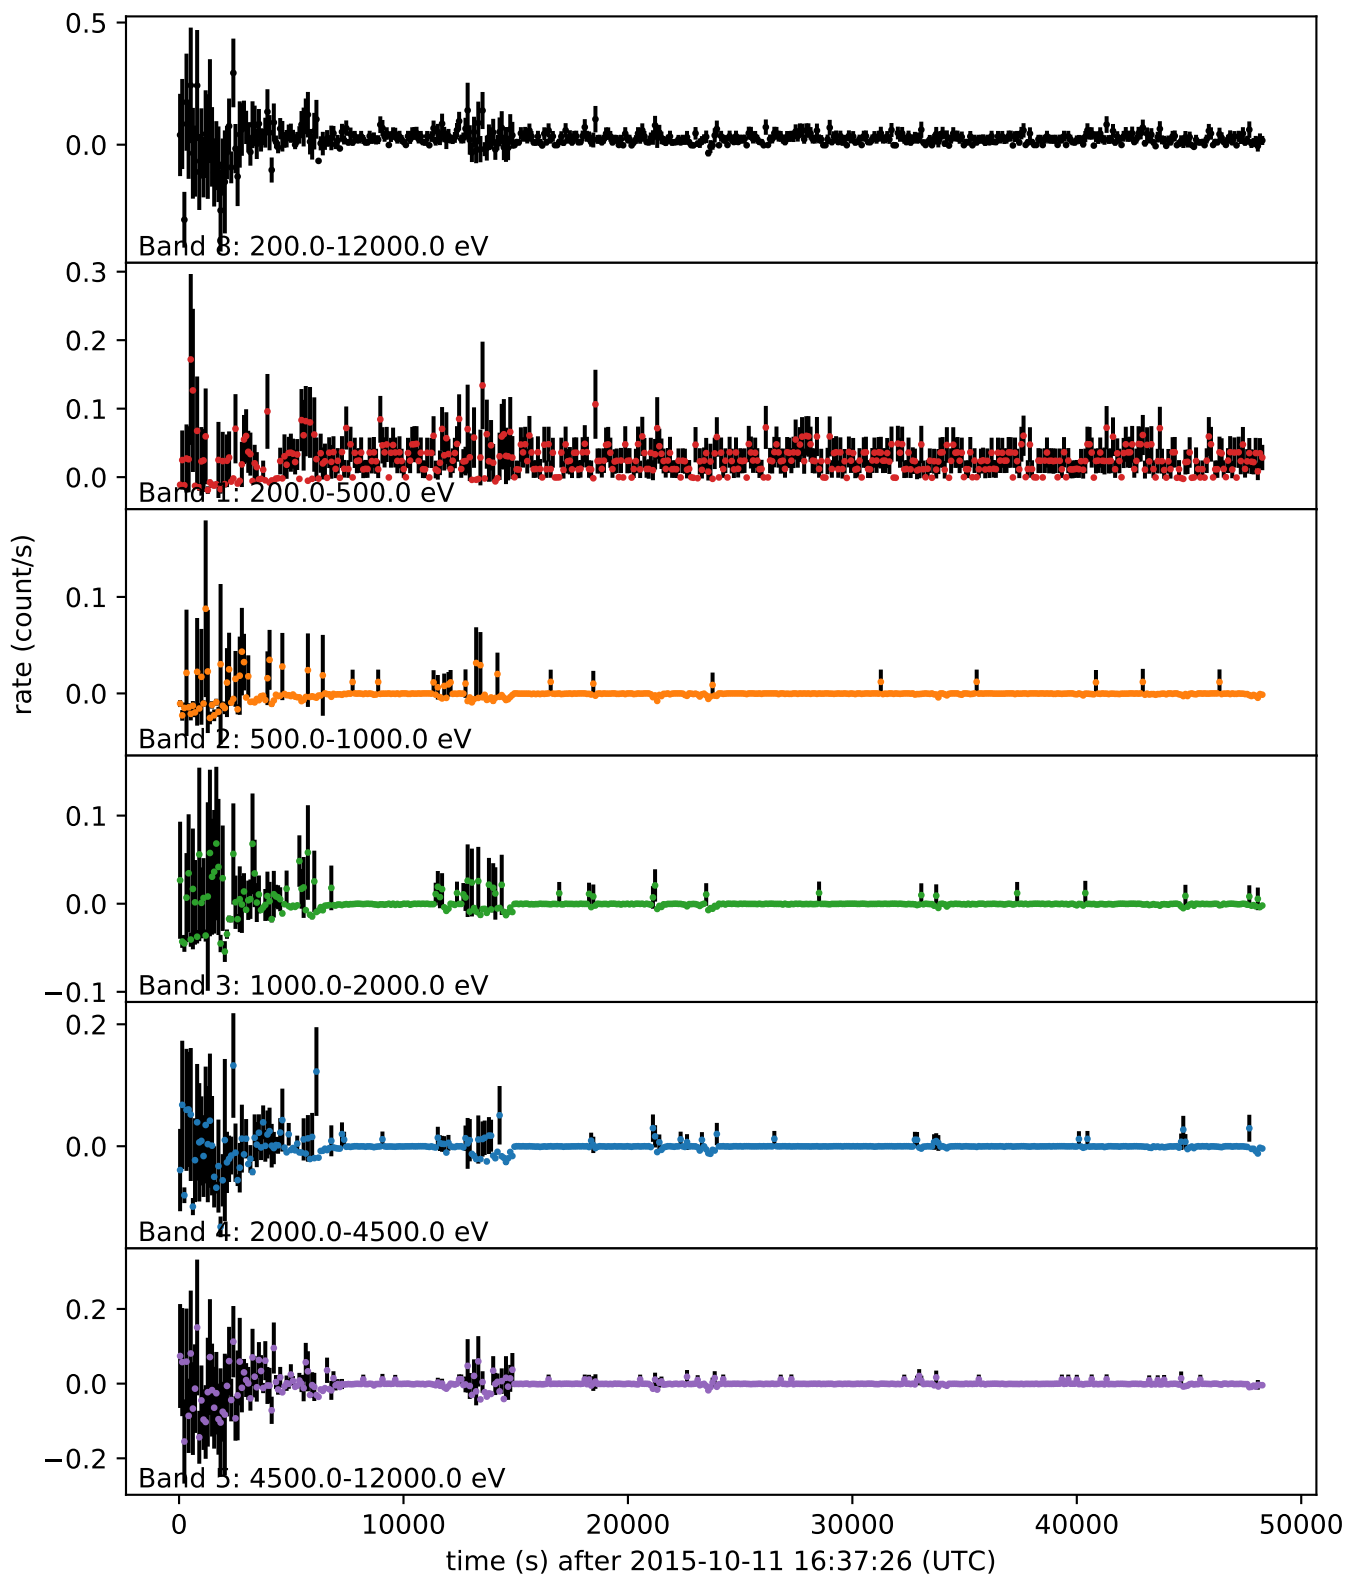 0.5
0.0
Band 8: 200.0-12000.0 eV
0.3
0.2
0.1
0.0
Band 1: 200.0-500.0 eV
0.1
0.0
Band 2: 500.0-1000.0 eV
rate (count/s)
0.1
0.0
−0.1
Band 3: 1000.0-2000.0 eV
0.2
0.0
Band 4: 2000.0-4500.0 eV
0.2
0.0
−0.2
Band 5: 4500.0-12000.0 eV
0 10000 20000 30000 40000 50000
time (s) after 2015-10-11 16:37:26 (UTC)